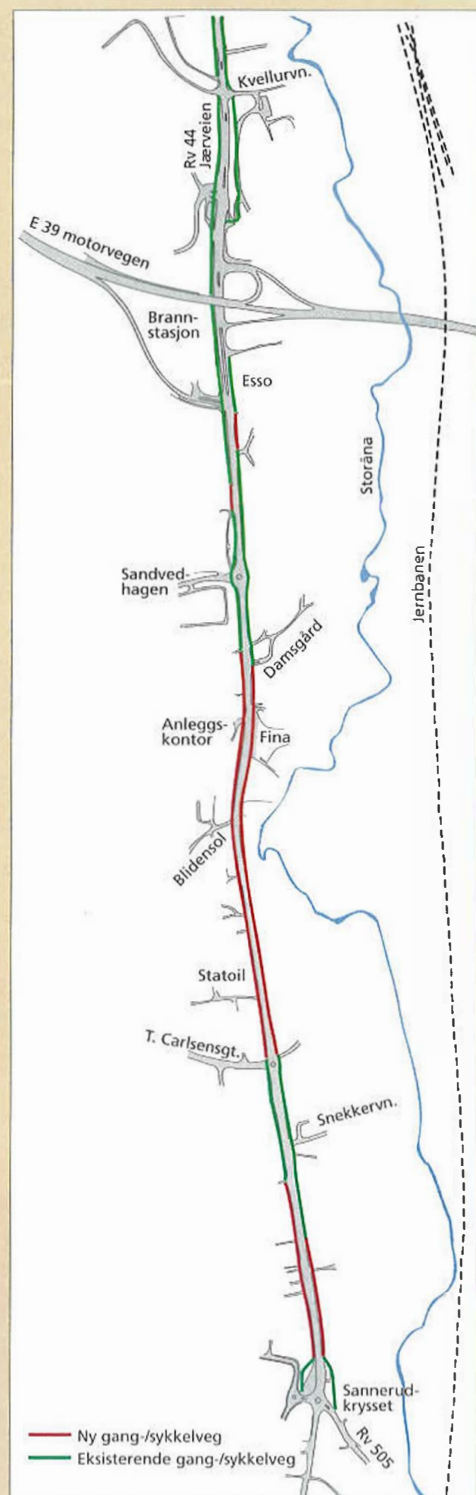 Kvellurvn.
Rv 44
Jærveien
E 39 motorvegen
Brann-
stasjon
Esso
Storåna
Jernbanen
Sandved-
hagen
Damsgård
Anleggs-
kontor
Fina
Blidensol
Statoil
T. Carlsensgt.
Snekkervn.
Sannerud-
krysset
Rv 505
Ny gang-/sykkelveg
Eksisterende gang-/sykkelveg